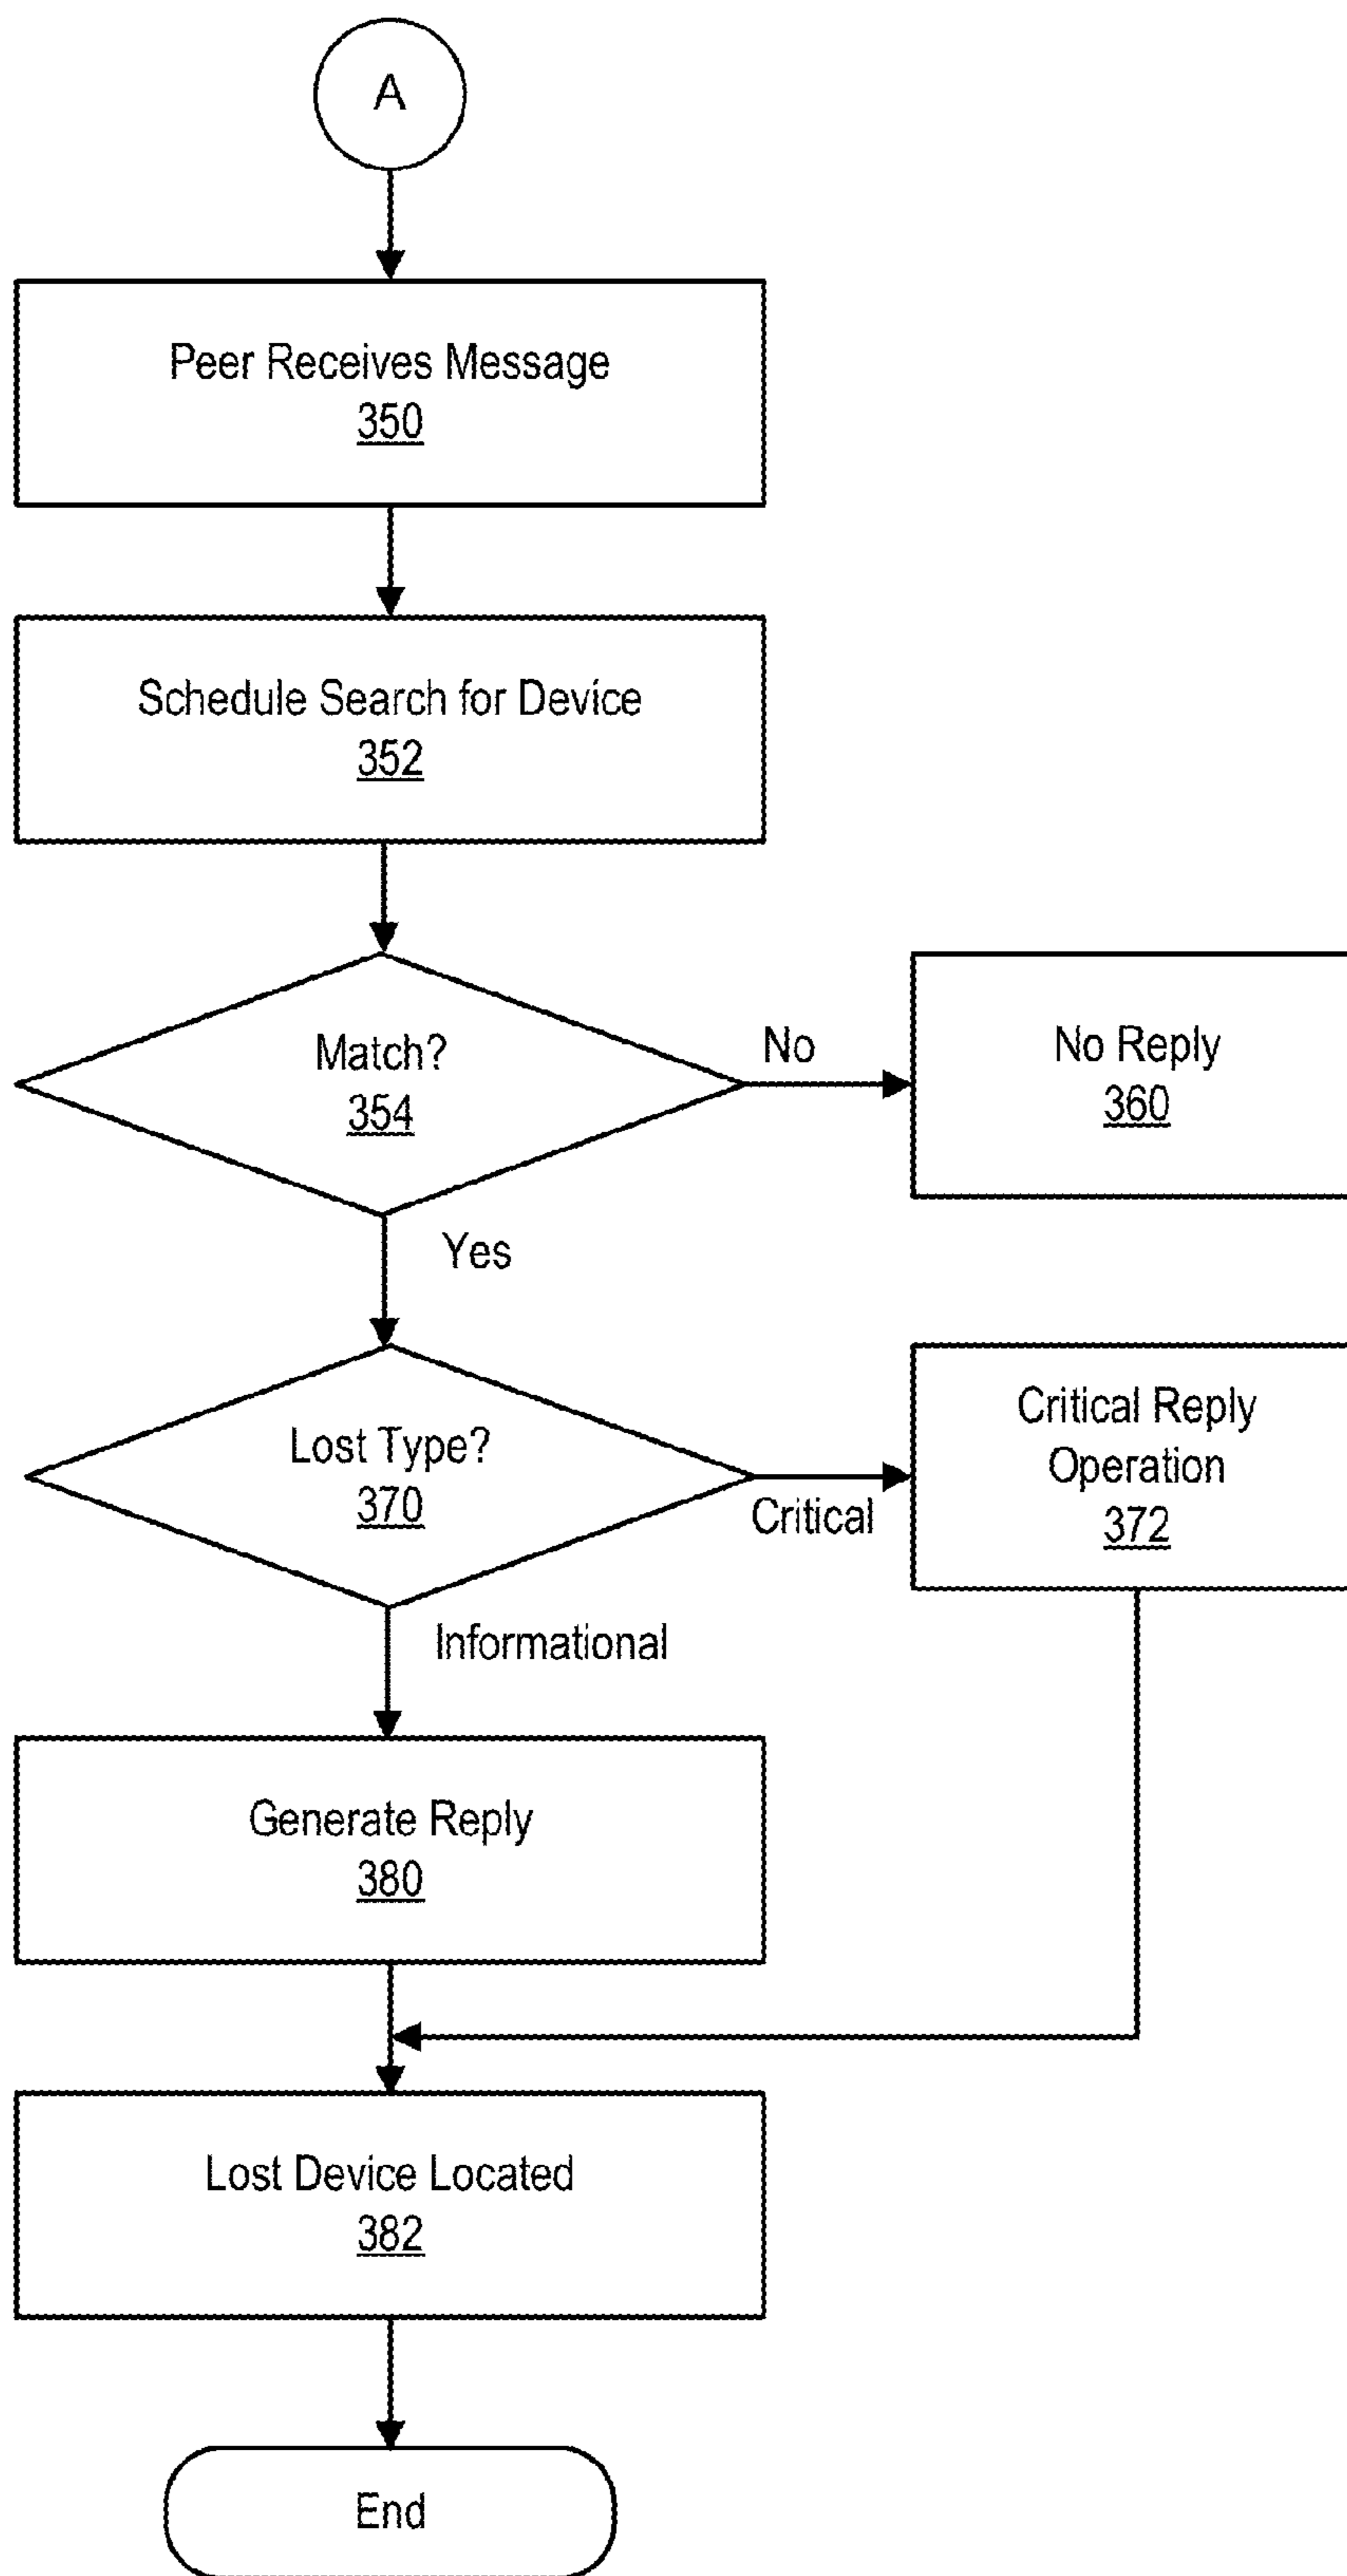 A
Peer Receives Message
350
Schedule Search for Device
352
Match?
354
No
No Reply
360
Yes
Lost Type?
370
Critical
Critical Reply
Operation
372
Informational
Generate Reply
380
Lost Device Located
382
End